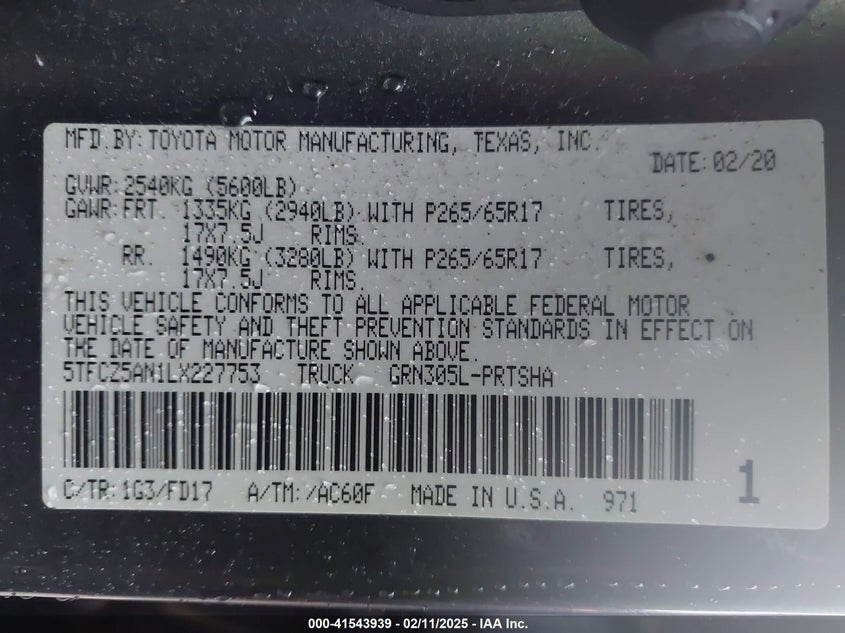 MFD.BY: TOYOTA MOTOR MANUFACTURING, TEXAS, INC.
DATE: 02/20
GVWR: 2540KG (5600LB)
GAWR: FRT. 1335KG (2940LB) WITH P265/65R17 TIRES,
17X7.5J RIMS.
RR. 1490KG (3280LB) WITH P265/65R17 TIRES,
17X7.5J RIMS.
THIS VEHICLE CONFORMS TO ALL APPLICABLE FEDERAL MOTOR
VEHICLE SAFETY AND THEFT PREVENTION STANDARDS IN EFFECT ON
THE DATE OF MANUFACTURE SHOWN ABOVE.
5TFCZ5AN1LX227753 TRUCK GRN305L-PRTSHA
C/TR: 1G3/FD17 A/TM: /AC60F MADE IN U.S.A. 971
1
000-41543939 - 02/11/2025 - IAA Inc.